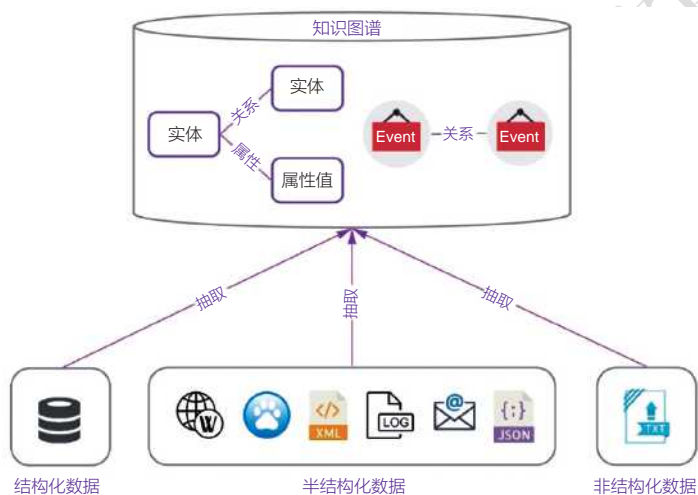 知识图谱
实体
关系
实体
属性
属性值
Event
关系
Event
抽取
抽取
抽取
W
</>
XML
LOG
@
{;}
JSON
TXT
结构化数据
半结构化数据
非结构化数据